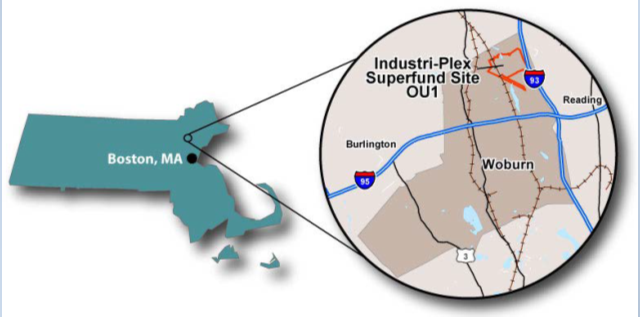 Industri-Plex
Superfund Site
OU1
93
Reading
Burlington
Boston, MA
Woburn
95
3